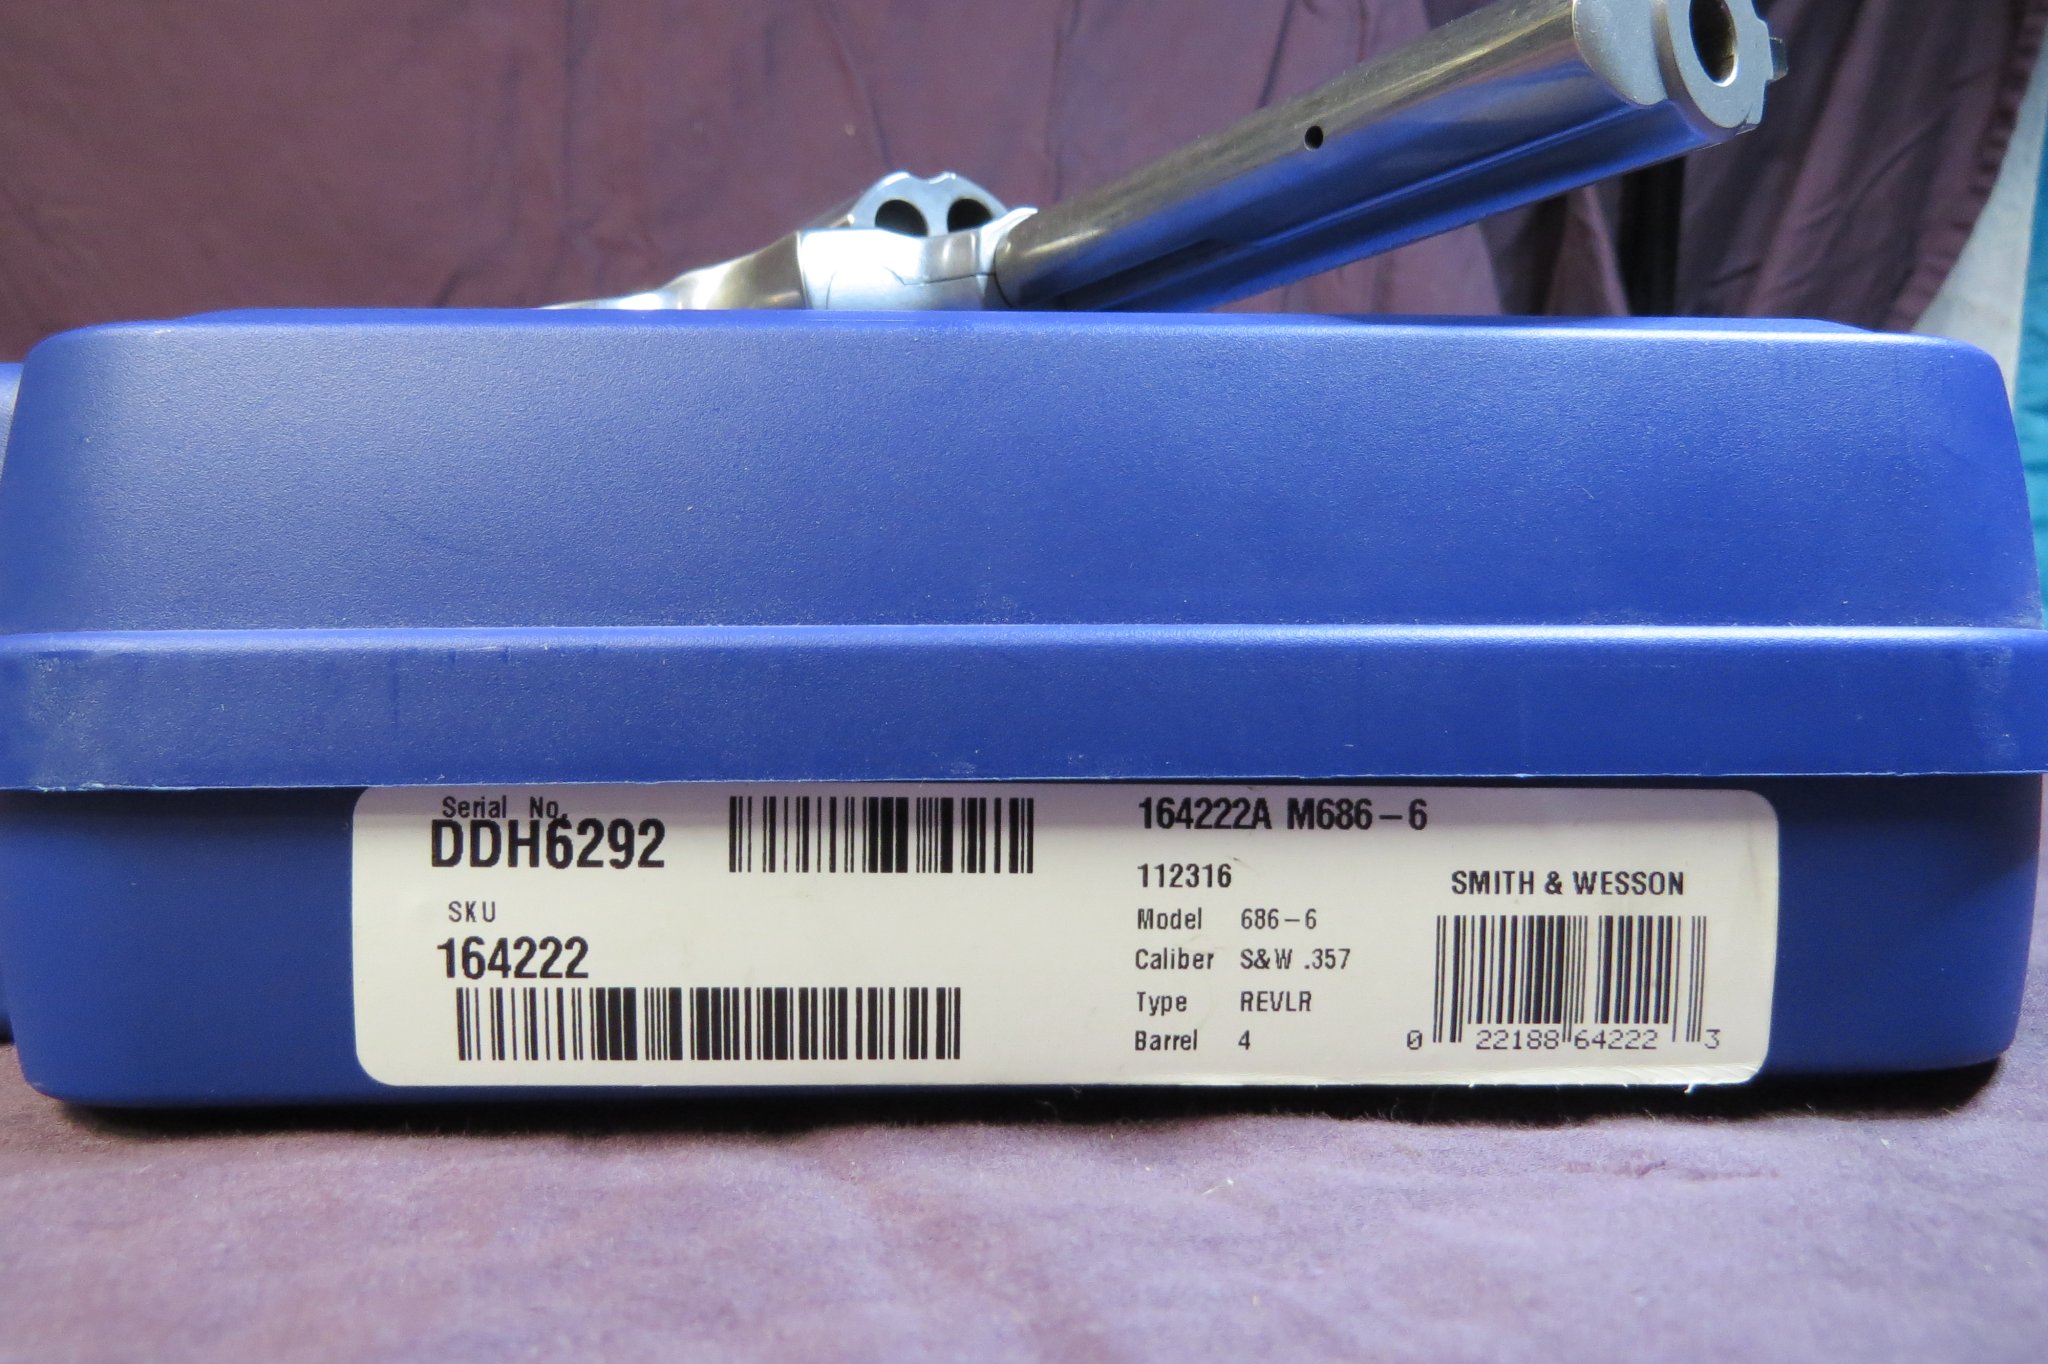 Serial No.
DDH6292
SKU
164222
164222A M686-6
112316
Model 686-6
Caliber S&W .357
Type REVLR
Barrel 4
SMITH & WESSON
0 22188 64222 3